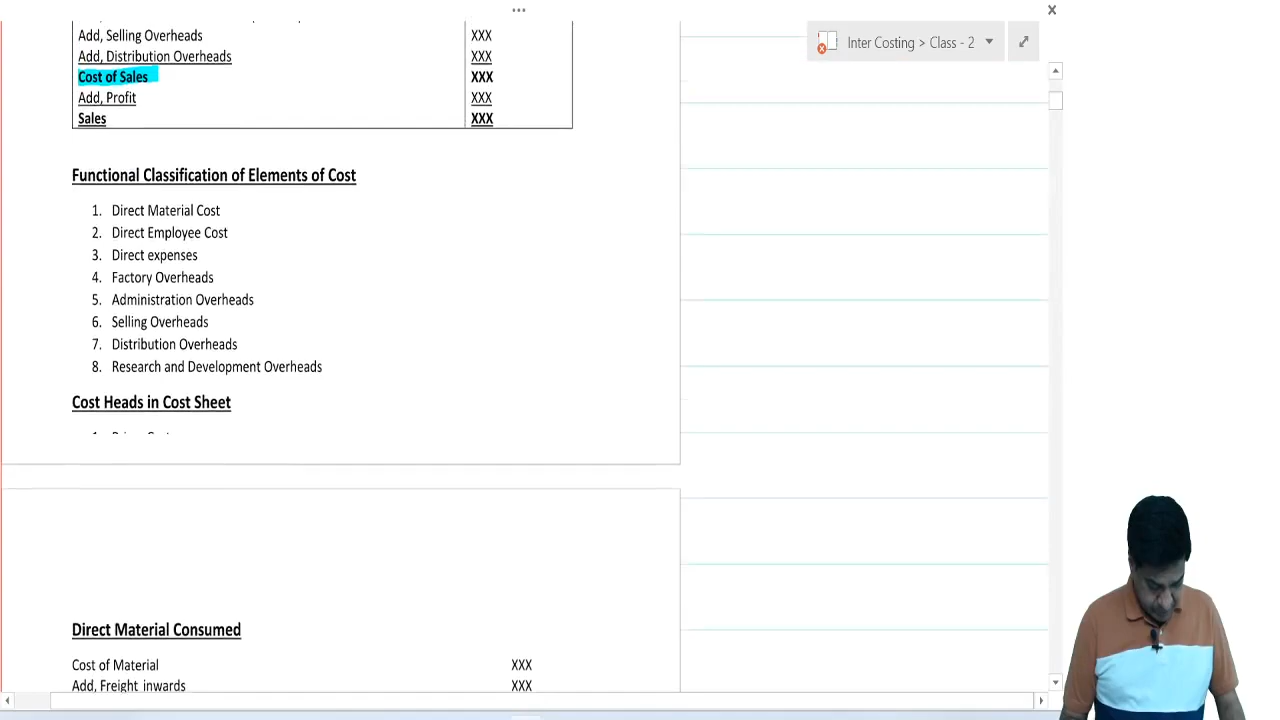 Add, Selling Overheads XXX
Add, Distribution Overheads XXX
Cost of Sales XXX
Add, Profit XXX
Sales XXX
Inter Costing > Class - 2
Functional Classification of Elements of Cost
1. Direct Material Cost
2. Direct Employee Cost
3. Direct expenses
4. Factory Overheads
5. Administration Overheads
6. Selling Overheads
7. Distribution Overheads
8. Research and Development Overheads
Cost Heads in Cost Sheet
Direct Material Consumed
Cost of Material XXX
Add, Freight inwards XXX